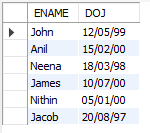 ENAME DOJ
John 12/05/99
Anil 15/02/00
Neena 18/03/98
James 10/07/00
Nithin 05/01/00
Jacob 20/08/97